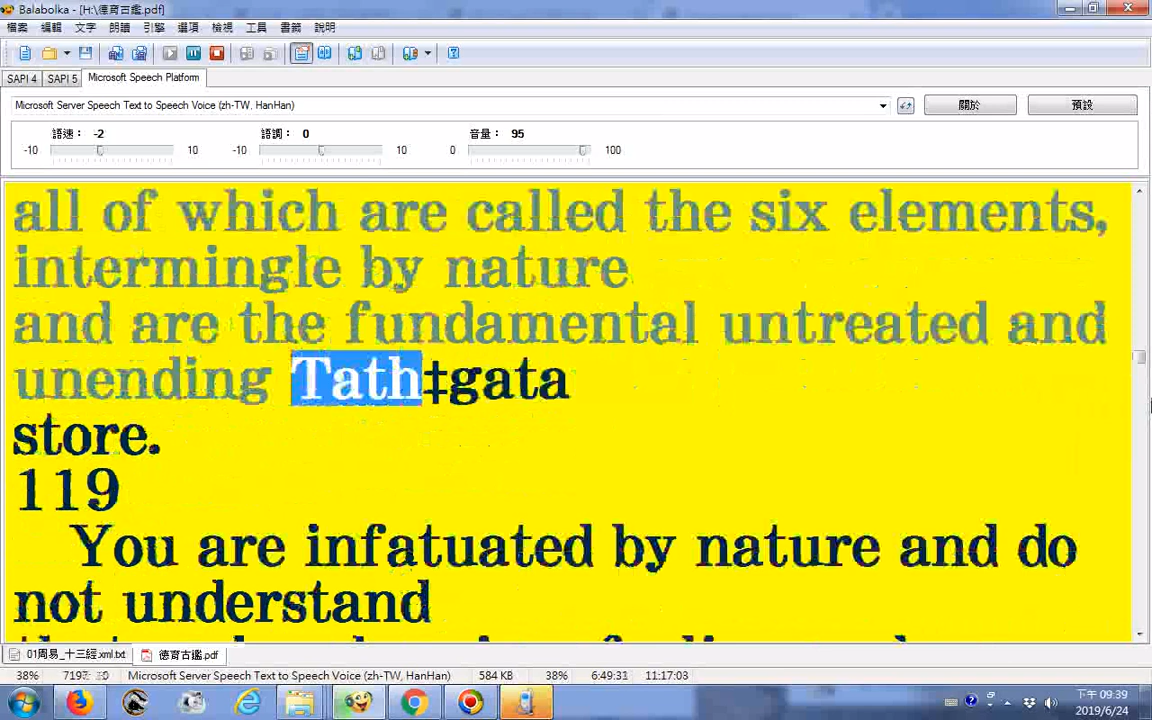 Balabolka - [H:\德育古鑑.pdf]
檔案 編輯 文字 朗讀 引擎 選項 檢視 工具 書籤 說明
SAPI 4 SAPI 5 Microsoft Speech Platform
Microsoft Server Speech Text to Speech Voice (zh-TW, HanHan) 關於 預設
語速： -2 語調： 0 音量： 95
-10 10 -10 10 0 100
all of which are called the six elements,
intermingle by nature
and are the fundamental untreated and
unending Tath‡gata
store.
119
You are infatuated by nature and do
not understand
01周易_十三經.xml.txt 德育古鑑.pdf
38% Microsoft Server Speech Text to Speech Voice (zh-TW, HanHan) 584 KB 38% 6:49:31 11:17:03
下午 09:39
2019/6/24